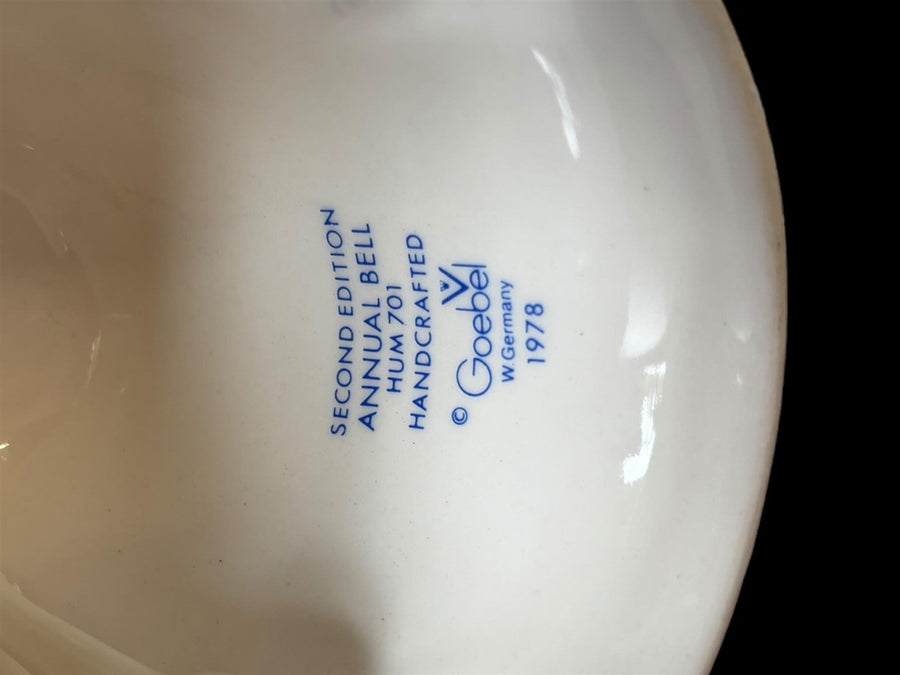 SECOND EDITION
ANNUAL BELL
HUM 701
HANDCRAFTED
© Goebel
W. Germany
1978